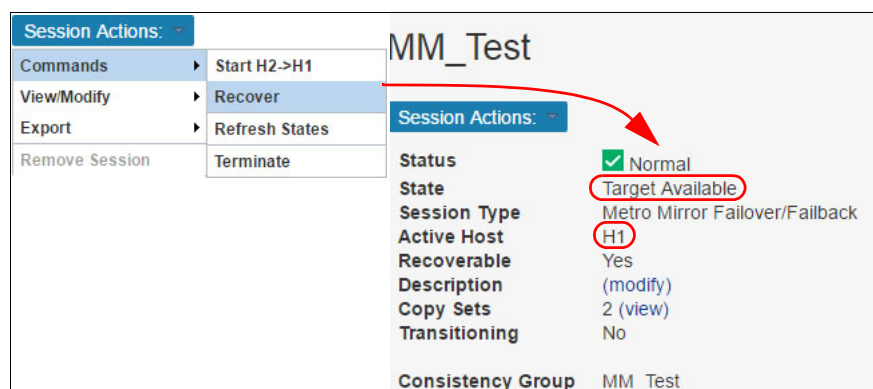 Session Actions:
Commands
View/Modify
Export
Remove Session
Start H2->H1
Recover
Refresh States
Terminate
MM_Test
Session Actions:
Status Normal
State Target Available
Session Type Metro Mirror Failover/Failback
Active Host H1
Recoverable Yes
Description (modify)
Copy Sets 2 (view)
Transitioning No
Consistency Group MM_Test